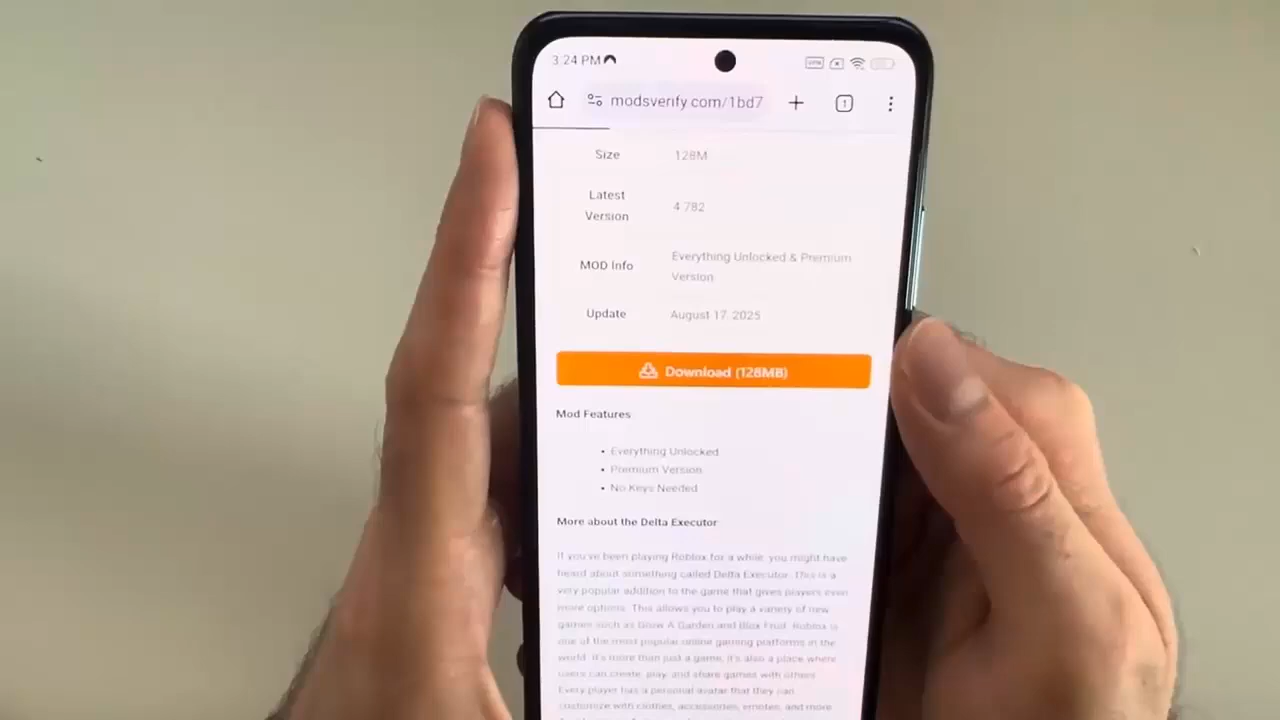 3:24 PM
VPN
modsverify.com/1bd7
1
Size
128M
Latest
Version
4.782
MOD Info
Everything Unlocked & Premium
Version
Update
August 17, 2025
Download (128MB)
Mod Features
• Everything Unlocked
• Premium Version
• No Keys Needed
More about the Delta Executor
If you've been playing Roblox for a while, you might have
heard about something called Delta Executor. This is a
very popular addition to the game that gives players even
more options. This allows you to play a variety of new
games such as Grow A Garden and Blox Fruit. Roblox is
one of the most popular online gaming platforms in the
world. It's more than just a game, it's also a place where
users can create, play, and share games with others.
Every player has a personal avatar that they can
customize with clothes, accessories, emotes, and more